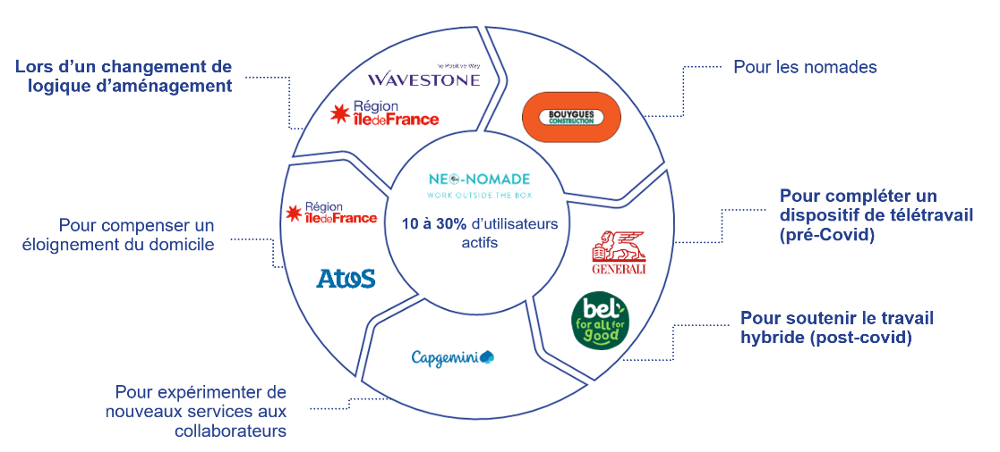 Lors d’un changement de
logique d’aménagement
The Positive Way
WAVESTONE
Région
îledeFrance
BOUYGUES
CONSTRUCTION
Pour les nomades
NEO-NOMADE
WORK OUTSIDE THE BOX
10 à 30% d’utilisateurs
actifs
Pour compléter un
dispositif de télétravail
(pré-Covid)
GENERALI
bel
for all for
good
Pour soutenir le travail
hybride (post-covid)
Région
îledeFrance
Atos
Pour compenser un
éloignement du domicile
Capgemini
Pour expérimenter de
nouveaux services aux
collaborateurs